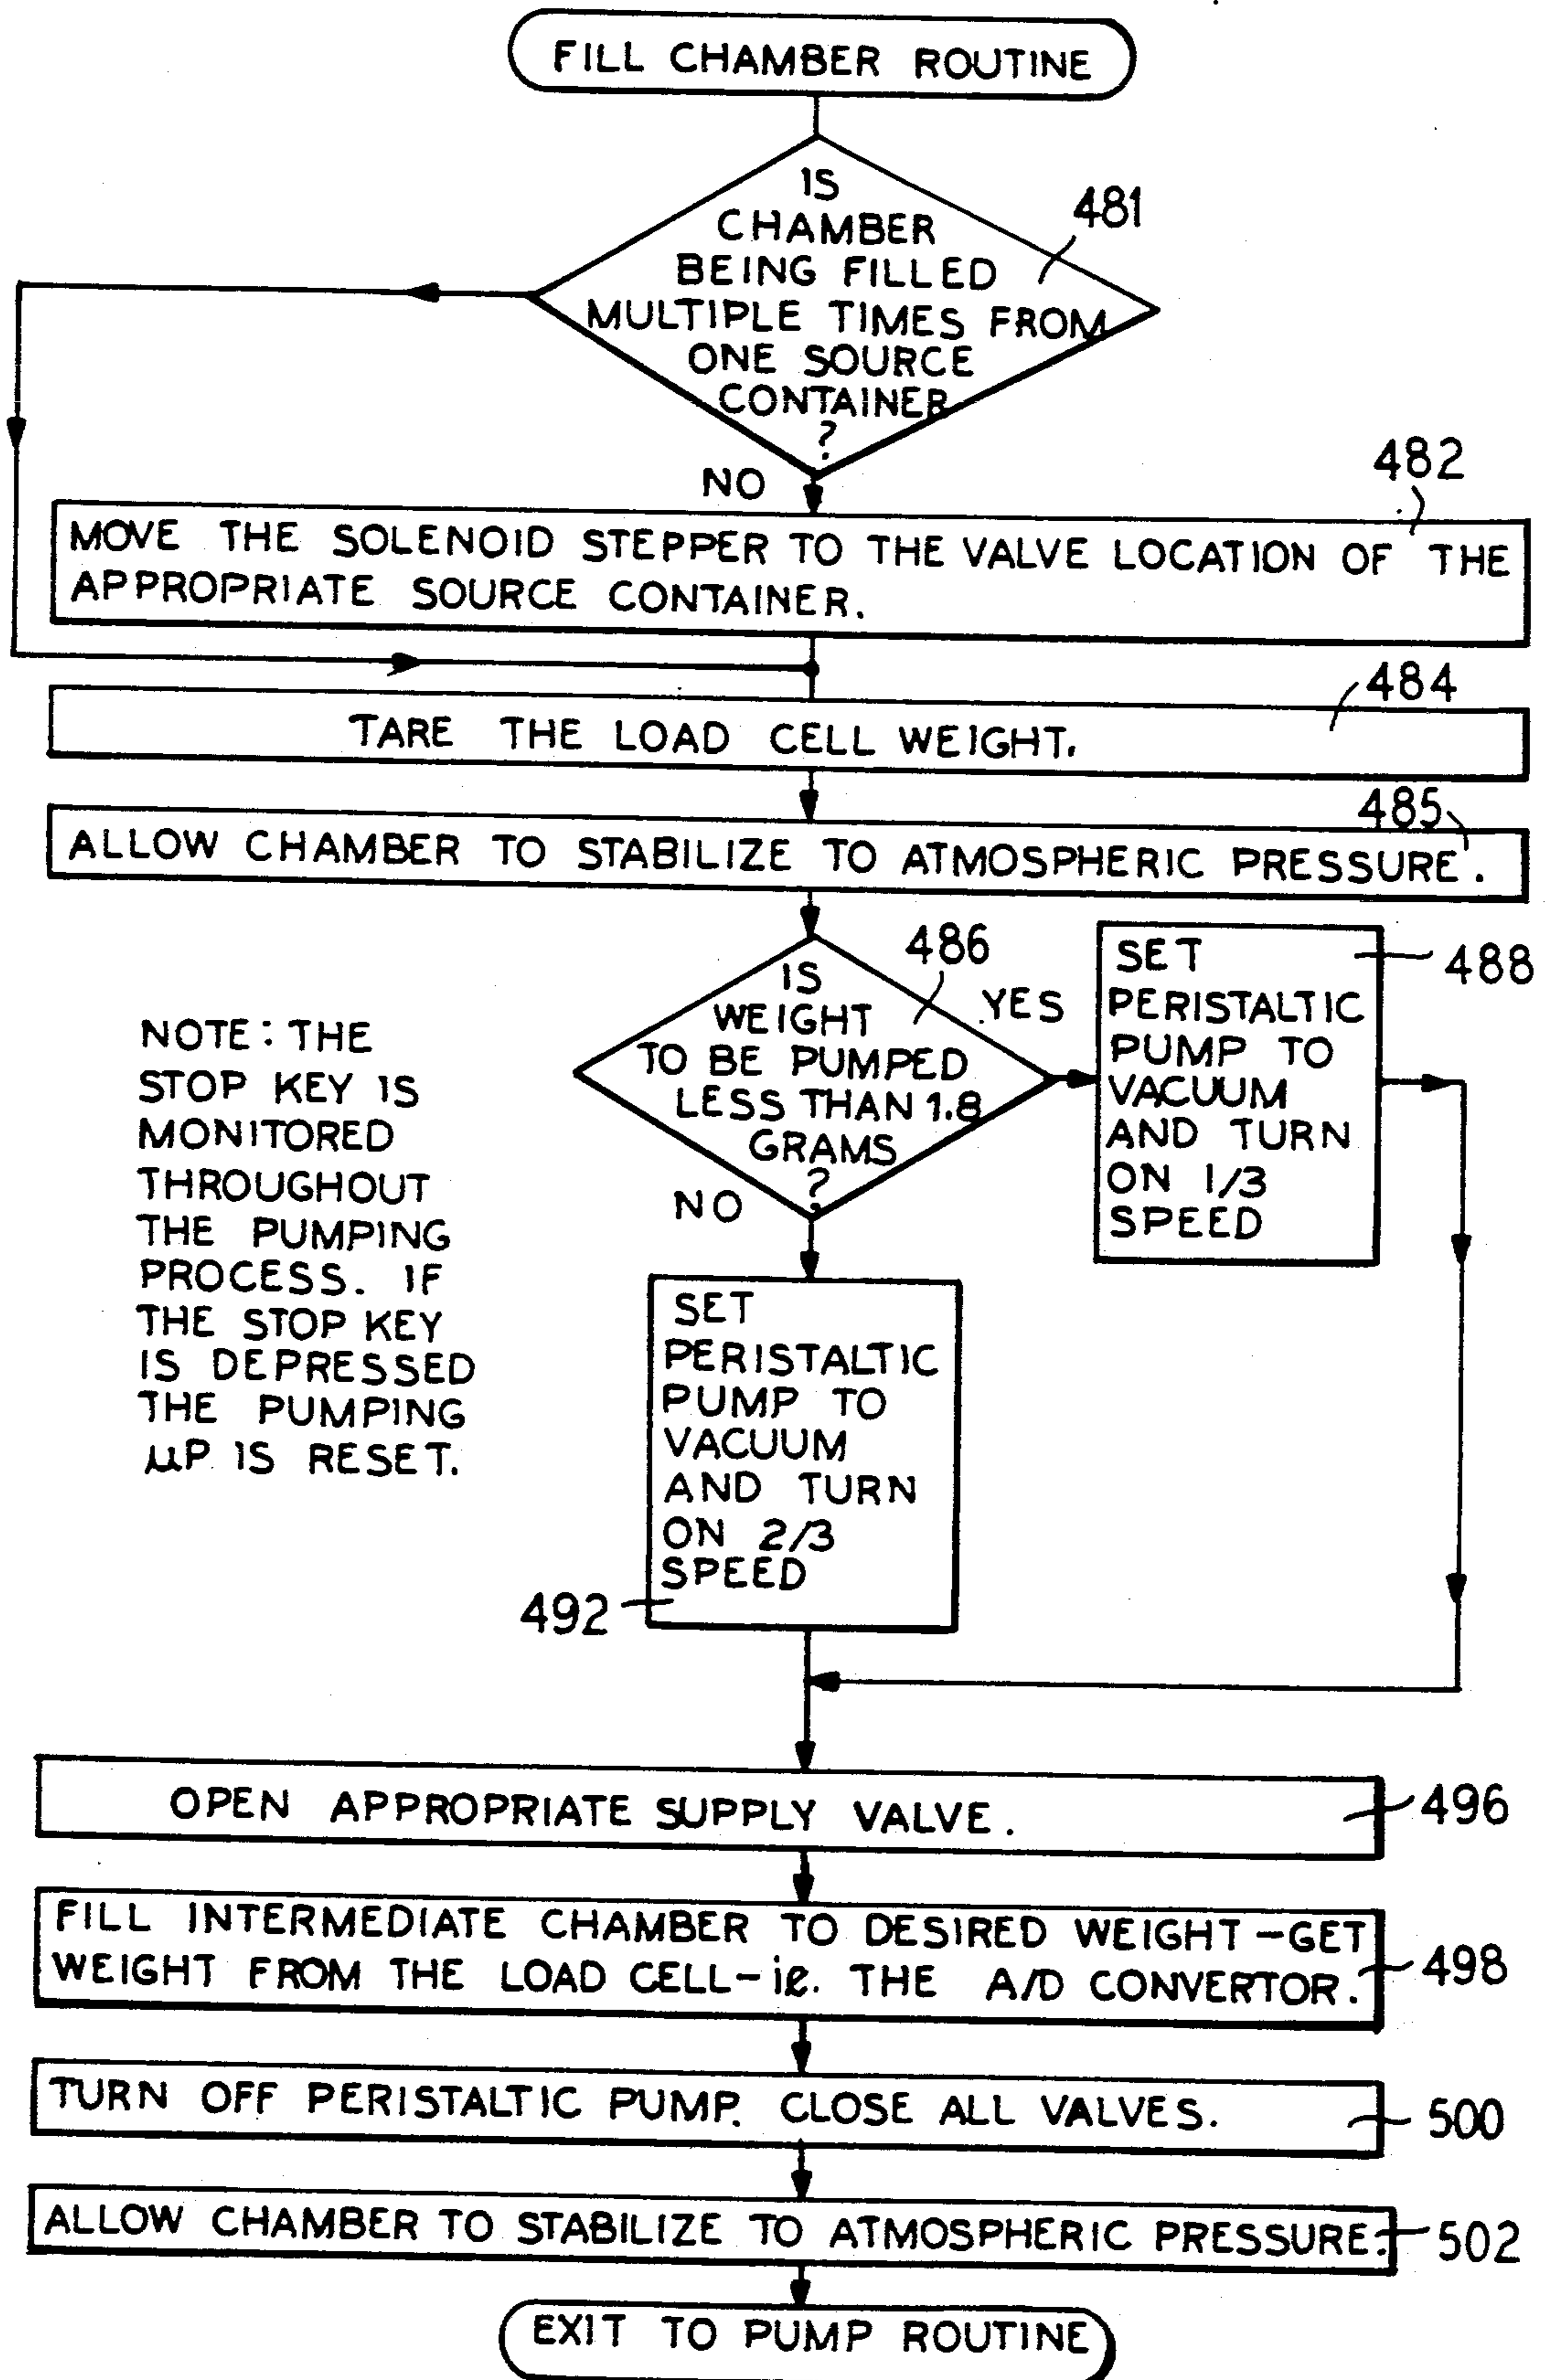 FILL CHAMBER ROUTINE
IS
CHAMBER
BEING FILLED
MULTIPLE TIMES FROM
ONE SOURCE
CONTAINER
?
481
NO
482
MOVE THE SOLENOID STEPPER TO THE VALVE LOCATION OF THE
APPROPRIATE SOURCE CONTAINER.
484
TARE THE LOAD CELL WEIGHT.
485
ALLOW CHAMBER TO STABILIZE TO ATMOSPHERIC PRESSURE.
486
IS
WEIGHT
TO BE PUMPED
LESS THAN 1.8
GRAMS
?
YES
NO
488
SET
PERISTALTIC
PUMP TO
VACUUM
AND TURN
ON 1/3
SPEED
NOTE: THE
STOP KEY IS
MONITORED
THROUGHOUT
THE PUMPING
PROCESS. IF
THE STOP KEY
IS DEPRESSED
THE PUMPING
µP IS RESET.
SET
PERISTALTIC
PUMP TO
VACUUM
AND TURN
ON 2/3
SPEED
492
OPEN APPROPRIATE SUPPLY VALVE.
496
FILL INTERMEDIATE CHAMBER TO DESIRED WEIGHT-GET
WEIGHT FROM THE LOAD CELL-ie. THE A/D CONVERTOR.
498
TURN OFF PERISTALTIC PUMP. CLOSE ALL VALVES.
500
ALLOW CHAMBER TO STABILIZE TO ATMOSPHERIC PRESSURE.
502
EXIT TO PUMP ROUTINE